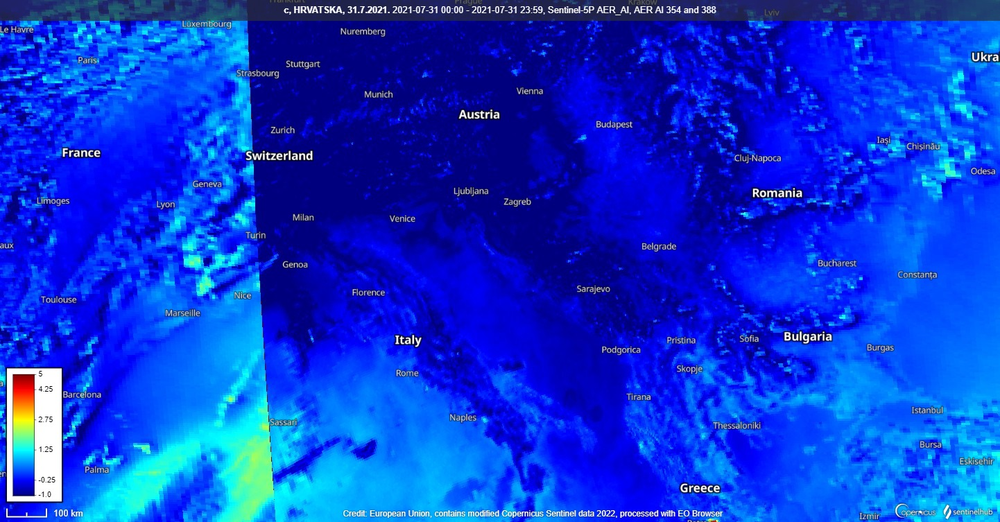 Frankfurt
Prague
Krakow
c, HRVATSKA, 31.7.2021. 2021-07-31 00:00 - 2021-07-31 23:59, Sentinel-5P AER_AI, AER AI 354 and 388
Lviv
Le Havre
Luxembourg
Nuremberg
Paris
Stuttgart
Strasbourg
Ukra
Munich
Vienna
Austria
Zurich
Budapest
France
Switzerland
Iași
Chișinău
Cluj-Napoca
Odesa
Geneva
Ljubljana
Zagreb
Romania
Limoges
Lyon
Milan
Venice
Turin
aux
Belgrade
Genoa
Bucharest
Constanța
Toulouse
Nice
Florence
Sarajevo
Marseille
Italy
Pristina
Sofia
Bulgaria
Podgorica
Burgas
Rome
Skopje
Barcelona
Tirana
Istanbul
Sassari
Naples
Thessaloniki
Bursa
Eskisehir
Palma
Greece
5
4.25
2.75
1.25
-0.25
-1.0
100 km
Credit: European Union, contains modified Copernicus Sentinel data 2022, processed with EO Browser
Izmir
opernicus
sentinelhub